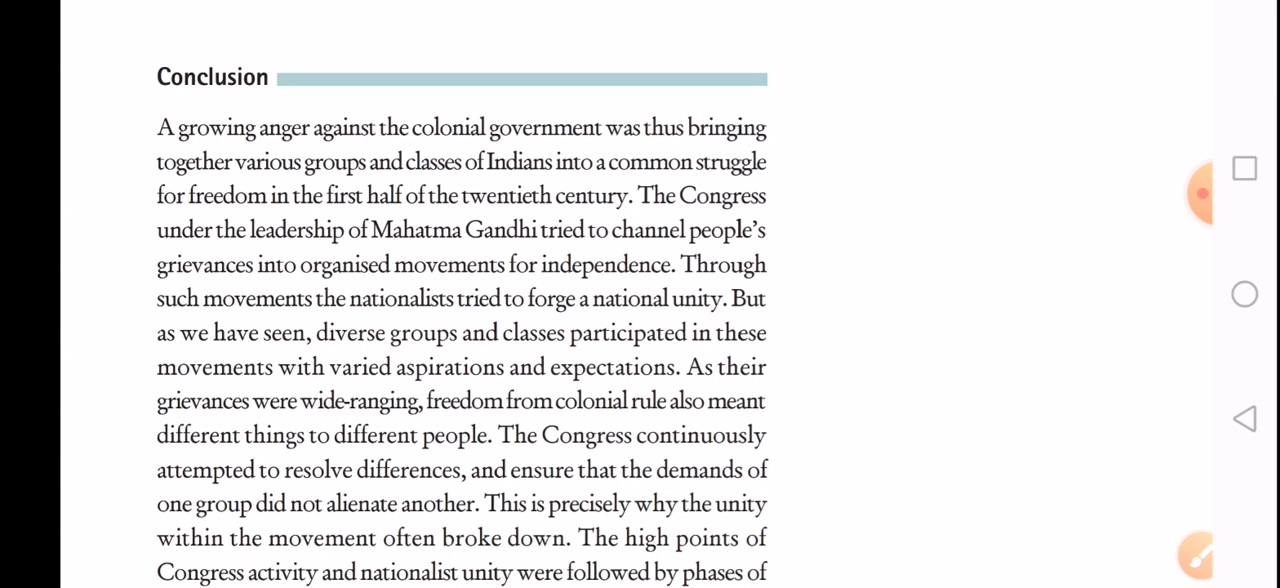 Conclusion
A growing anger against the colonial government was thus bringing
together various groups and classes of Indians into a common struggle
for freedom in the first half of the twentieth century. The Congress
under the leadership of Mahatma Gandhi tried to channel people's
grievances into organised movements for independence. Through
such movements the nationalists tried to forge a national unity. But
as we have seen, diverse groups and classes participated in these
movements with varied aspirations and expectations. As their
grievances were wide-ranging, freedom from colonial rule also meant
different things to different people. The Congress continuously
attempted to resolve differences, and ensure that the demands of
one group did not alienate another. This is precisely why the unity
within the movement often broke down. The high points of
Congress activity and nationalist unity were followed by phases of